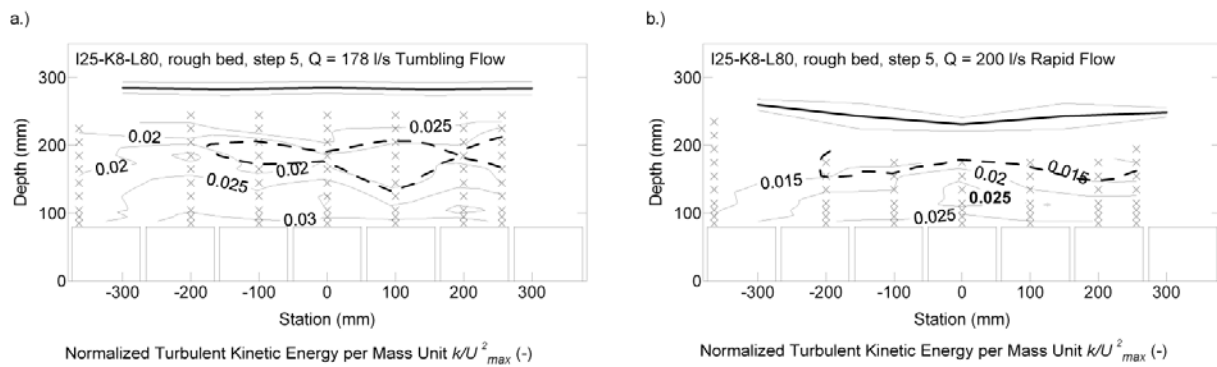 a.)
I25-K8-L80, rough bed, step 5, Q = 178 l/s Tumbling Flow
300
200
100
0
Depth (mm)
0.02
0.025
0.02
0.02
0.025
0.03
-300 -200 -100 0 100 200 300
Station (mm)
Normalized Turbulent Kinetic Energy per Mass Unit k/U²max (-)
b.)
I25-K8-L80, rough bed, step 5, Q = 200 l/s Rapid Flow
300
200
100
0
Depth (mm)
0.015
0.015
0.02
0.025
0.025
-300 -200 -100 0 100 200 300
Station (mm)
Normalized Turbulent Kinetic Energy per Mass Unit k/U²max (-)